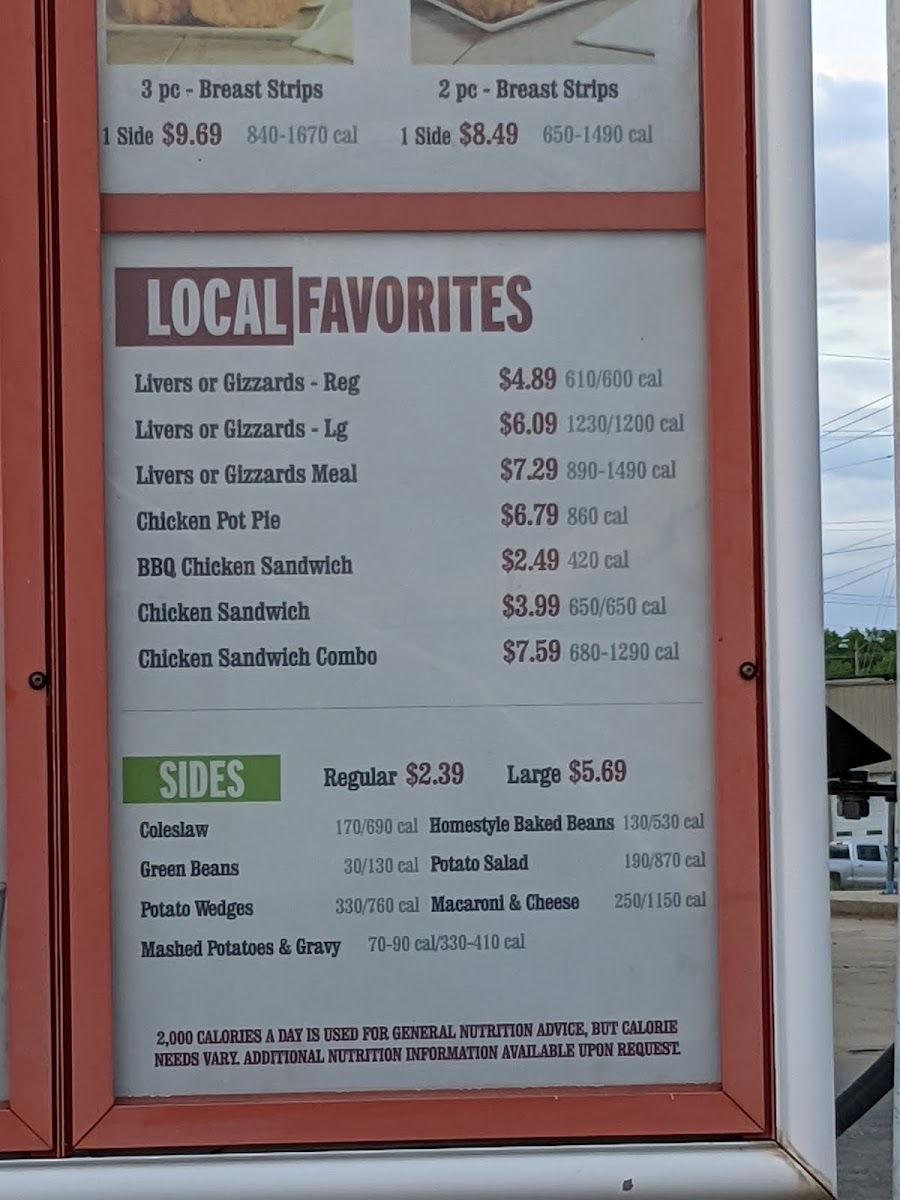 3 pc - Breast Strips
1 Side $9.69 840-1670 cal
2 pc - Breast Strips
1 Side $8.49 650-1490 cal
LOCAL FAVORITES
Livers or Gizzards - Reg $4.89 610/600 cal
Livers or Gizzards - Lg $6.09 1230/1200 cal
Livers or Gizzards Meal $7.29 890-1490 cal
Chicken Pot Pie $6.79 860 cal
BBQ Chicken Sandwich $2.49 420 cal
Chicken Sandwich $3.99 650/650 cal
Chicken Sandwich Combo $7.59 680-1290 cal
SIDES Regular $2.39 Large $5.69
Coleslaw 170/690 cal Homestyle Baked Beans 130/530 cal
Green Beans 30/130 cal Potato Salad 190/870 cal
Potato Wedges 330/760 cal Macaroni & Cheese 250/1150 cal
Mashed Potatoes & Gravy 70-90 cal/330-410 cal
2,000 CALORIES A DAY IS USED FOR GENERAL NUTRITION ADVICE, BUT CALORIE
NEEDS VARY. ADDITIONAL NUTRITION INFORMATION AVAILABLE UPON REQUEST.